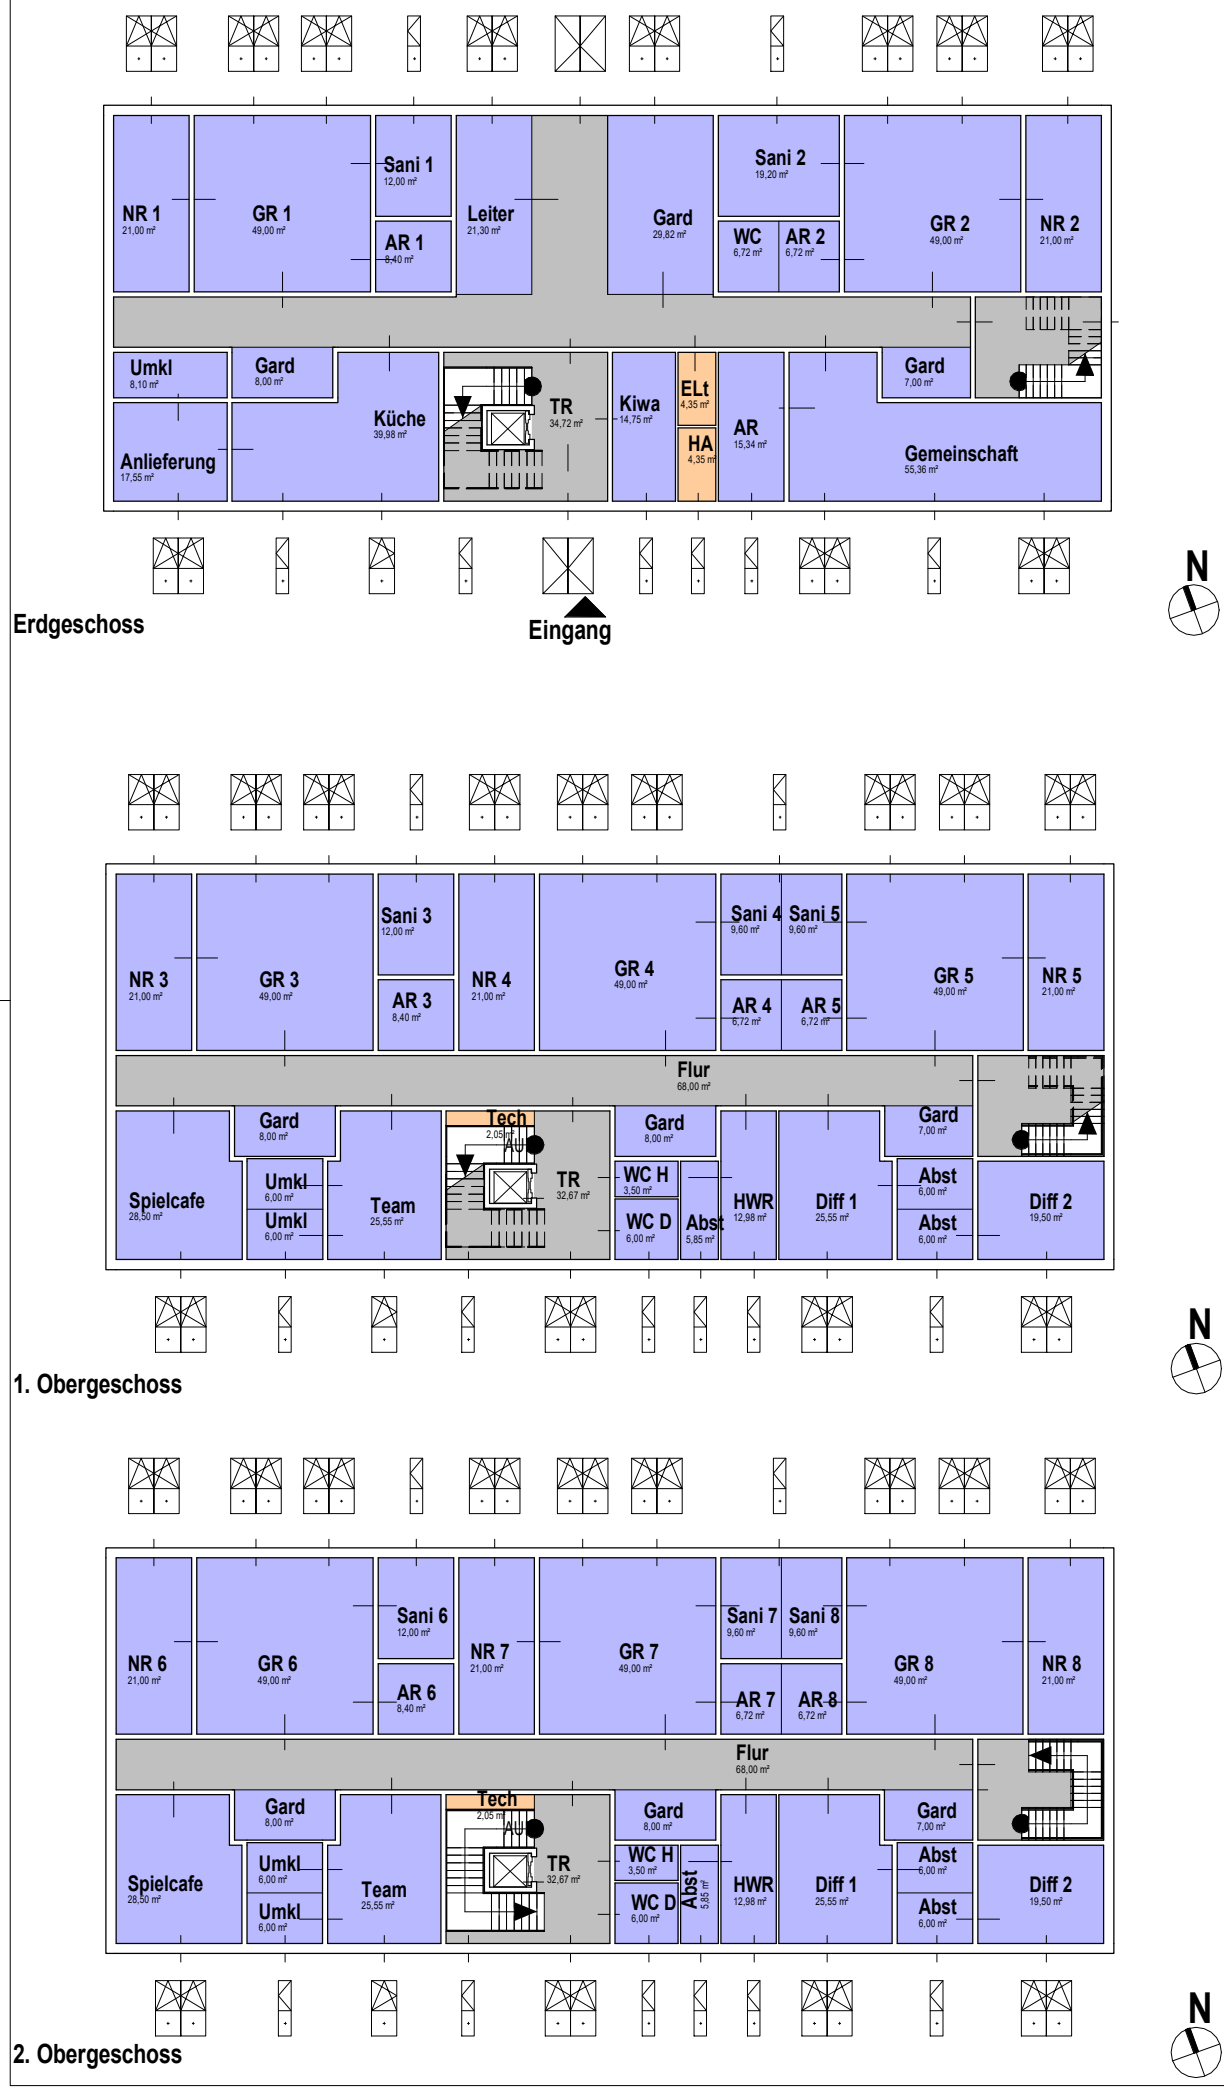 Sani 1
12,00 m²
Sani 2
19,20 m²
NR 1
21,00 m²
GR 1
49,00 m²
Leiter
21,30 m²
Gard
29,82 m²
GR 2
49,00 m²
NR 2
21,00 m²
AR 1
8,40 m²
WC
6,72 m²
AR 2
6,72 m²
Umkl
8,10 m²
Gard
8,00 m²
Gard
7,00 m²
Küche
39,98 m²
TR
34,72 m²
Kiwa
14,75 m²
ELt
4,35 m²
HA
4,35 m²
AR
15,34 m²
Anlieferung
17,55 m²
Gemeinschaft
55,36 m²
N
Erdgeschoss
Eingang
Sani 3
12,00 m²
Sani 4
9,60 m²
Sani 5
9,60 m²
NR 3
21,00 m²
GR 3
49,00 m²
NR 4
21,00 m²
GR 4
49,00 m²
GR 5
49,00 m²
NR 5
21,00 m²
AR 3
8,40 m²
AR 4
6,72 m²
AR 5
6,72 m²
Flur
68,00 m²
Gard
8,00 m²
Tech
2,05 m²
AU
Gard
8,00 m²
Gard
7,00 m²
Spielcafe
28,50 m²
Umkl
6,00 m²
Umkl
6,00 m²
Team
25,55 m²
TR
32,67 m²
WC H
3,50 m²
WC D
6,00 m²
Abst
5,85 m²
HWR
12,98 m²
Diff 1
25,55 m²
Abst
6,00 m²
Abst
6,00 m²
Diff 2
19,50 m²
N
1. Obergeschoss
Sani 6
12,00 m²
Sani 7
9,60 m²
Sani 8
9,60 m²
NR 6
21,00 m²
GR 6
49,00 m²
NR 7
21,00 m²
GR 7
49,00 m²
GR 8
49,00 m²
NR 8
21,00 m²
AR 6
8,40 m²
AR 7
6,72 m²
AR 8
6,72 m²
Flur
68,00 m²
Gard
8,00 m²
Tech
2,05 m²
AU
Gard
8,00 m²
Gard
7,00 m²
Spielcafe
28,50 m²
Umkl
6,00 m²
Umkl
6,00 m²
Team
25,55 m²
TR
32,67 m²
WC H
3,50 m²
WC D
6,00 m²
Abst
5,85 m²
HWR
12,98 m²
Diff 1
25,55 m²
Abst
6,00 m²
Abst
6,00 m²
Diff 2
19,50 m²
N
2. Obergeschoss